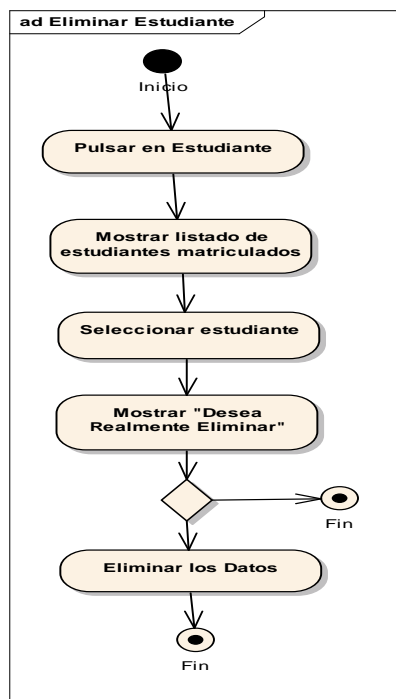 ad Eliminar Estudiante
Inicio
Pulsar en Estudiante
Mostrar listado de
estudiantes matriculados
Seleccionar estudiante
Mostrar "Desea
Realmente Eliminar"
Fin
Eliminar los Datos
Fin